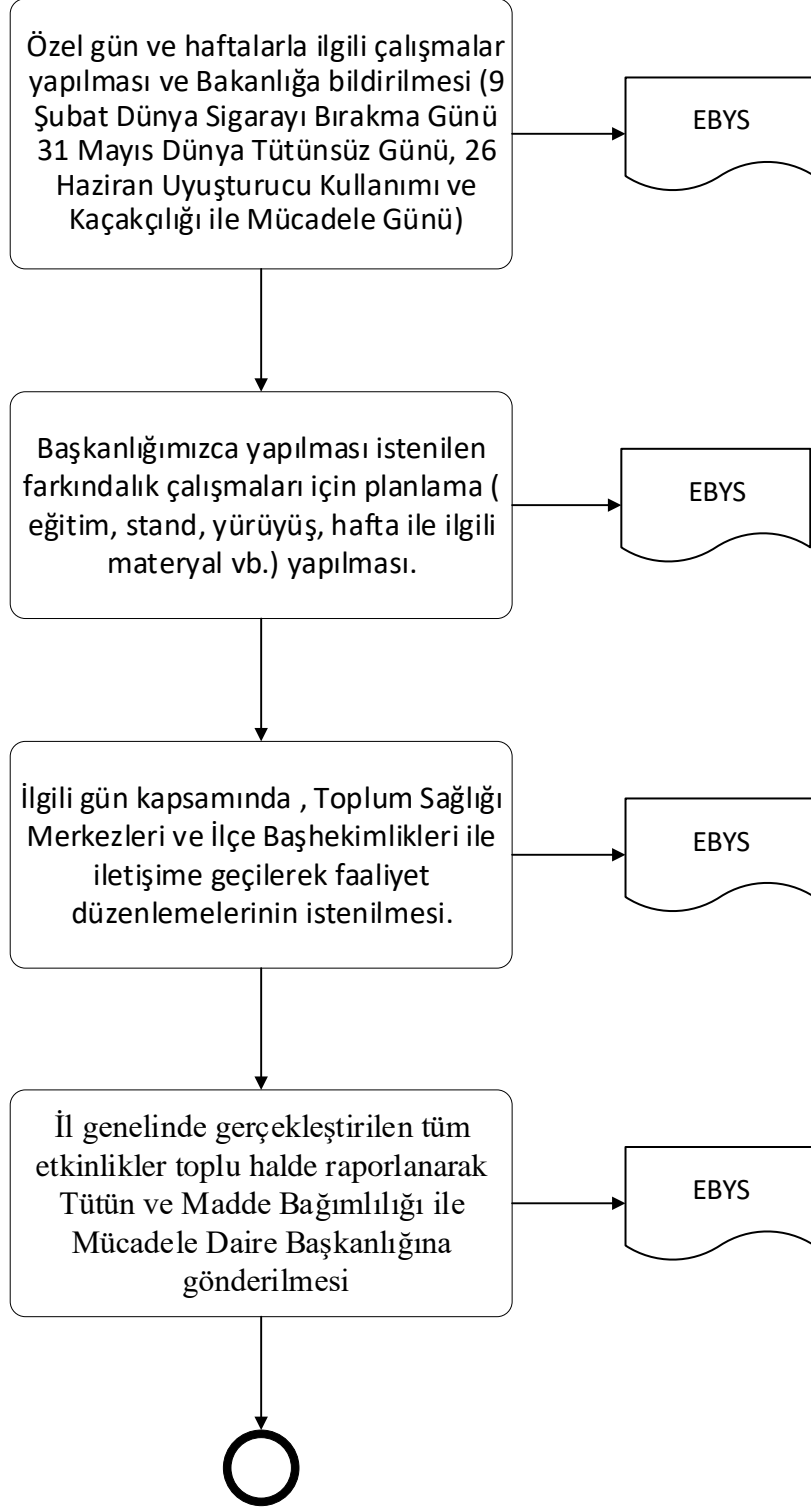 Özel gün ve haftalarla ilgili çalışmalar
yapılması ve Bakanlığa bildirilmesi (9
Şubat Dünya Sigarayı Bırakma Günü
31 Mayıs Dünya Tütünsüz Günü, 26
Haziran Uyuşturucu Kullanımı ve
Kaçakçılığı ile Mücadele Günü)
EBYS
Başkanlığımızca yapılması istenilen
farkındalık çalışmaları için planlama (
eğitim, stand, yürüyüş, hafta ile ilgili
materyal vb.) yapılması.
EBYS
İlgili gün kapsamında , Toplum Sağlığı
Merkezleri ve İlçe Başhekimlikleri ile
iletişime geçilerek faaliyet
düzenlemelerinin istenilmesi.
EBYS
İl genelinde gerçekleştirilen tüm
etkinlikler toplu halde raporlanarak
Tütün ve Madde Bağımlılığı ile
Mücadele Daire Başkanlığına
gönderilmesi
EBYS